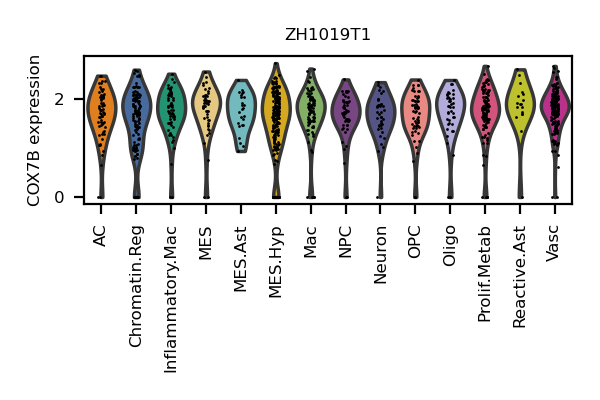 ZH1019T1
COX7B expression
2
0
AC
Chromatin.Reg
Inflammatory.Mac
MES
MES.Ast
MES.Hyp
Mac
NPC
Neuron
OPC
Oligo
Prolif.Metab
Reactive.Ast
Vasc